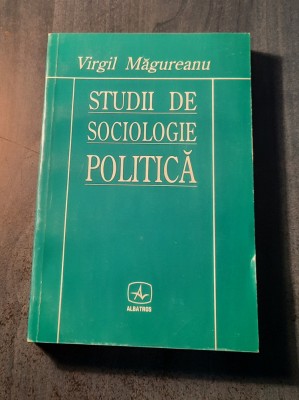 Virgil Măgureanu
STUDII DE
SOCIOLOGIE
POLITICĂ
ALBATROS